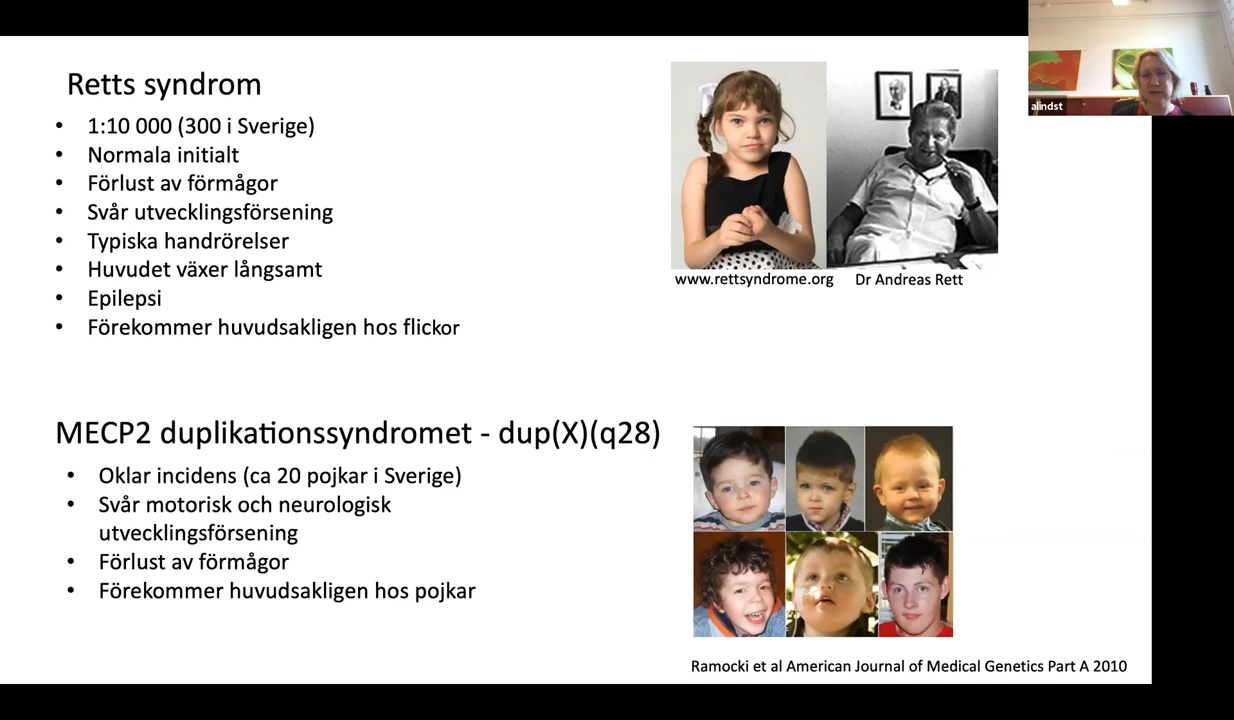 Retts syndrom
• 1:10 000 (300 i Sverige)
• Normala initialt
• Förlust av förmågor
• Svår utvecklingsförsening
• Typiska handrörelser
• Huvudet växer långsamt
• Epilepsi
• Förekommer huvudsakligen hos flickor
www.rettsyndrome.org
Dr Andreas Rett
alindst
MECP2 duplikationssyndromet - dup(X)(q28)
• Oklar incidens (ca 20 pojkar i Sverige)
• Svår motorisk och neurologisk
utvecklingsförsening
• Förlust av förmågor
• Förekommer huvudsakligen hos pojkar
Ramocki et al American Journal of Medical Genetics Part A 2010